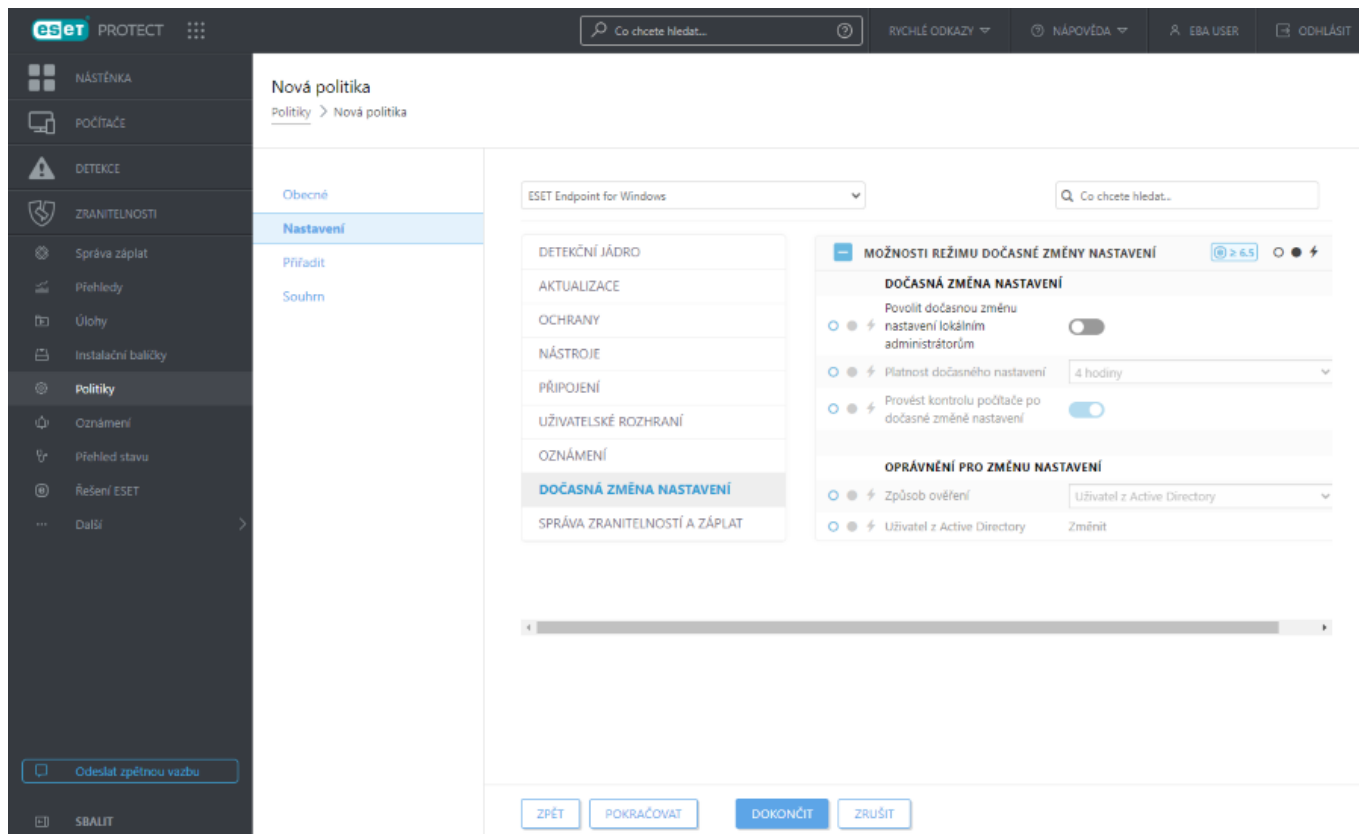 eset PROTECT
Co chcete hledat...
RYCHLÉ ODKAZY
NÁPOVĚDA
EBA USER
ODHLÁSIT
NÁSTĚNKA
POČÍTAČE
DETEKCE
ZRANITELNOSTI
Správa záplat
Přehledy
Úlohy
Instalační balíčky
Politiky
Oznámení
Přehled stavu
Řešení ESET
Další
Odeslat zpětnou vazbu
SBALIT
Nová politika
Politiky > Nová politika
Obecné
Nastavení
Přiřadit
Souhrn
ESET Endpoint for Windows
Co chcete hledat...
DETEKČNÍ JÁDRO
AKTUALIZACE
OCHRANY
NÁSTROJE
PŘIPOJENÍ
UŽIVATELSKÉ ROZHRANÍ
OZNÁMENÍ
DOČASNÁ ZMĚNA NASTAVENÍ
SPRÁVA ZRANITELNOSTÍ A ZÁPLAT
MOŽNOSTI REŽIMU DOČASNÉ ZMĚNY NASTAVENÍ
≥ 6.5
DOČASNÁ ZMĚNA NASTAVENÍ
Povolit dočasnou změnu
nastavení lokálním
administrátorům
Platnost dočasného nastavení
4 hodiny
Provést kontrolu počítače po
dočasné změně nastavení
OPRÁVNĚNÍ PRO ZMĚNU NASTAVENÍ
Způsob ověření
Uživatel z Active Directory
Uživatel z Active Directory
Změnit
ZPĚT
POKRAČOVAT
DOKONČIT
ZRUŠIT